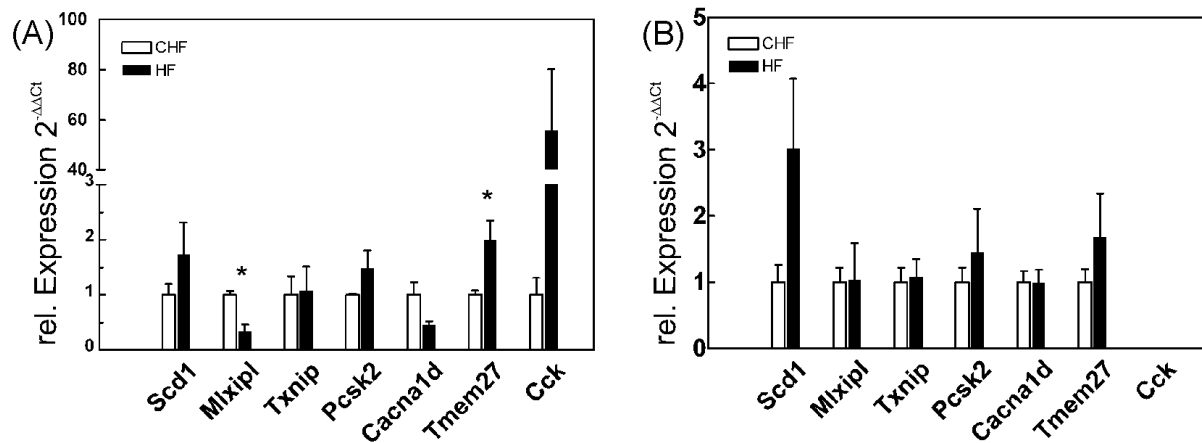 (A)
rel. Expression 2^-ΔΔCt
100
80
60
40
3
2
1
0
CHF
HF
*
*
Scd1
Mlxipl
Txnip
Pcsk2
Cacna1d
Tmem27
Cck
(B)
rel. Expression 2^-ΔΔCt
5
4
3
2
1
0
CHF
HF
Scd1
Mlxipl
Txnip
Pcsk2
Cacna1d
Tmem27
Cck